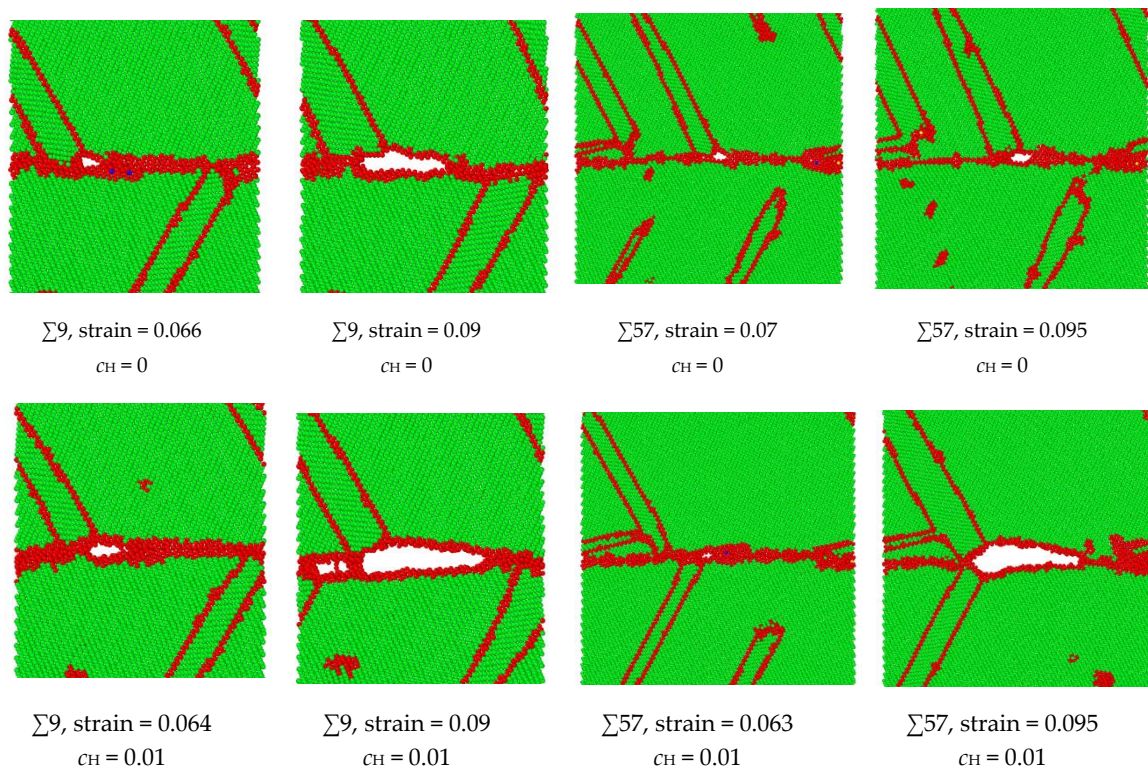 ∑9, strain = 0.066
cH = 0
∑9, strain = 0.09
cH = 0
∑57, strain = 0.07
cH = 0
∑57, strain = 0.095
cH = 0
∑9, strain = 0.064
cH = 0.01
∑9, strain = 0.09
cH = 0.01
∑57, strain = 0.063
cH = 0.01
∑57, strain = 0.095
cH = 0.01